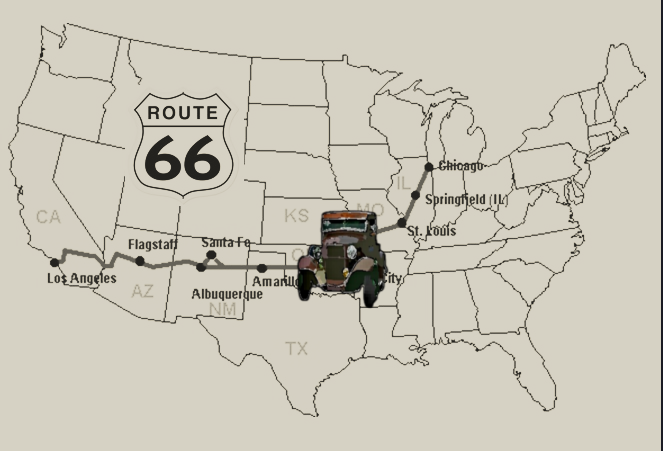 ROUTE
66
Chicago
IL
Springfield (IL)
CA
KS
MO
St. Louis
Flagstaff
Santa Fe
Los Angeles
AZ
Albuquerque
City
NM
TX